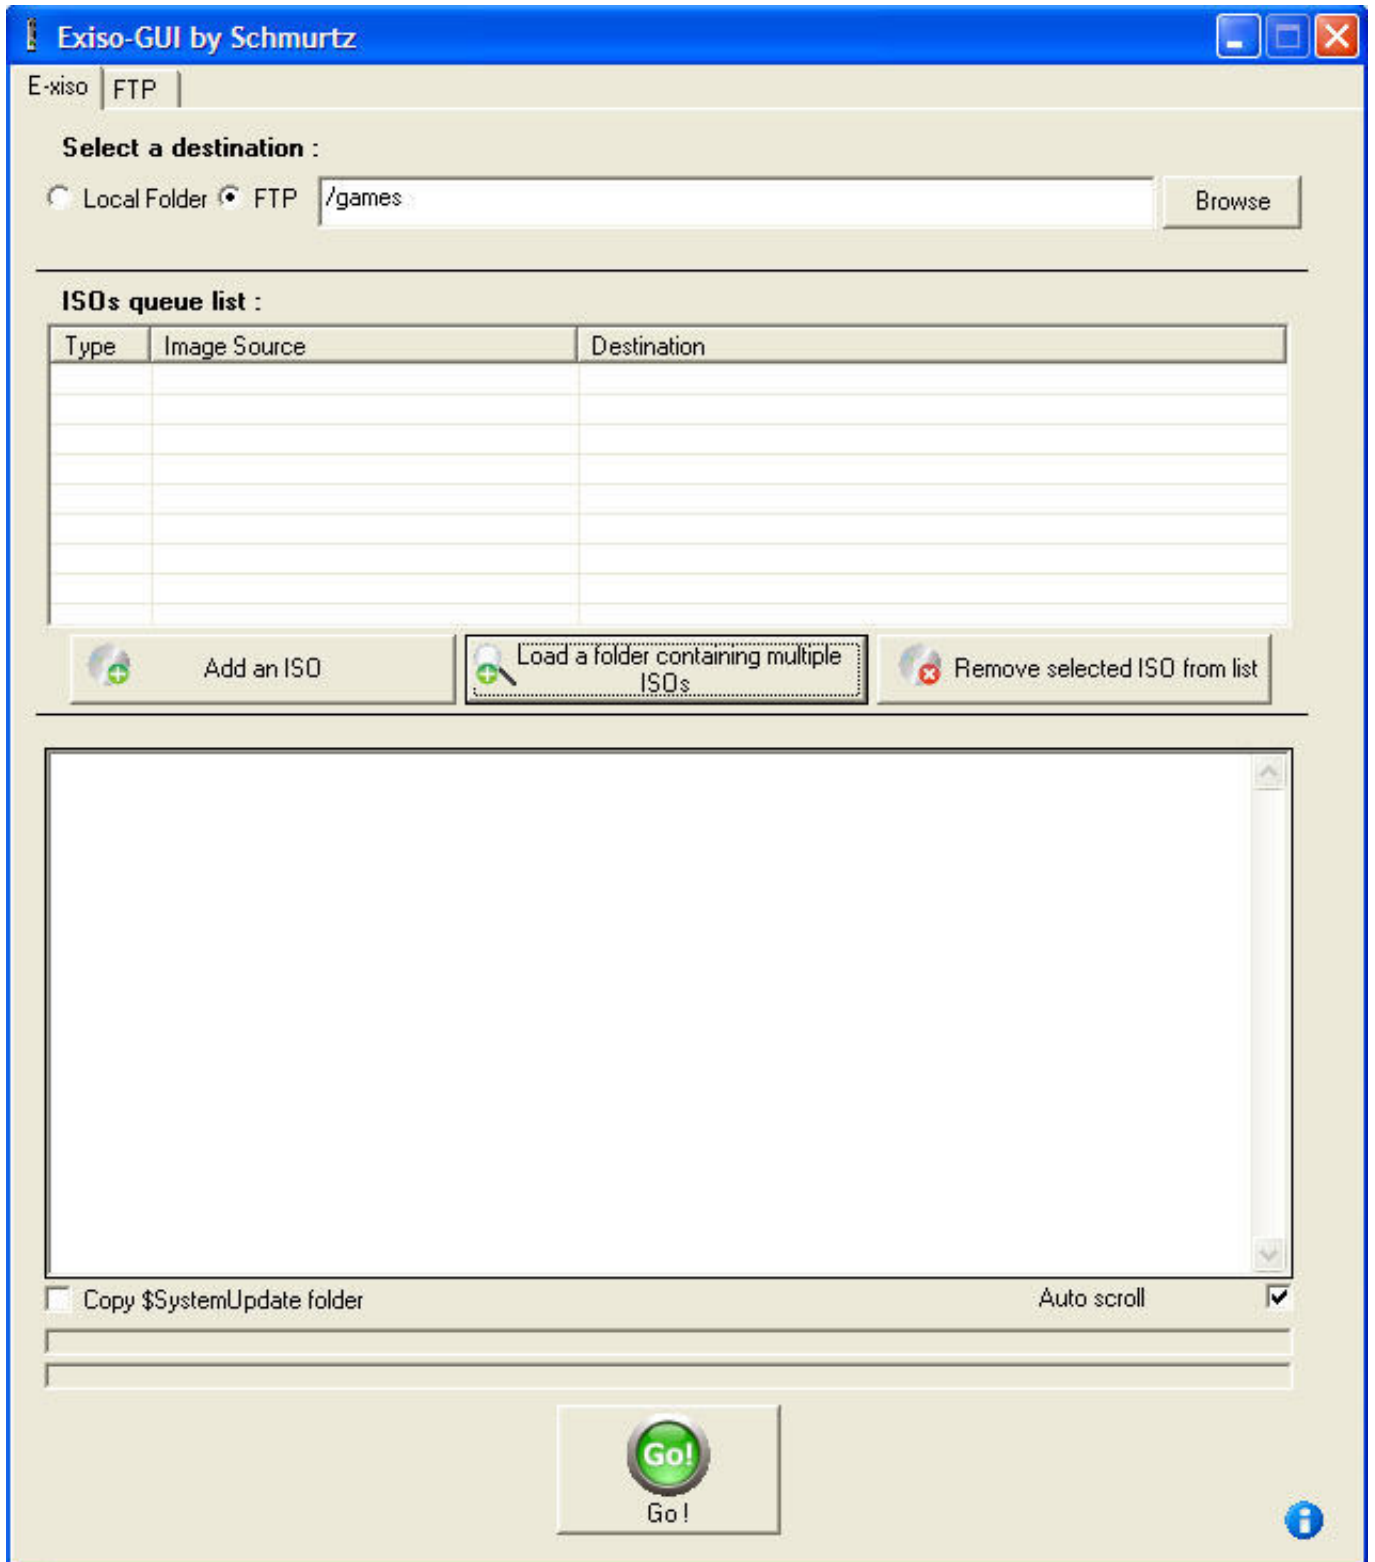 Exiso-GUI by Schmurtz
E-xiso FTP
Select a destination :
Local Folder FTP /games Browse
ISOs queue list :
Type Image Source Destination
Add an ISO
Load a folder containing multiple
ISOs
Remove selected ISO from list
Copy $SystemUpdate folder Auto scroll
Go!
Go !